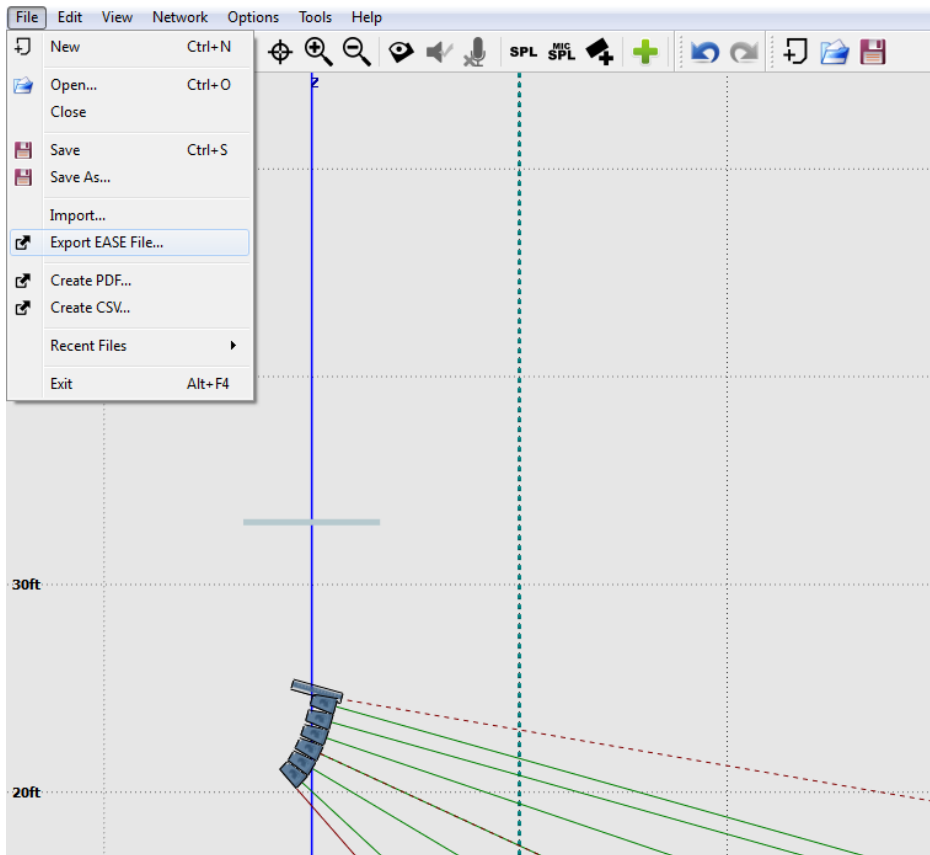 File Edit View Network Options Tools Help
New Ctrl+N
Open... Ctrl+O
Close
Save Ctrl+S
Save As...
Import...
Export EASE File...
Create PDF...
Create CSV...
Recent Files
Exit Alt+F4
SPL MIC SPL
z
30ft
20ft